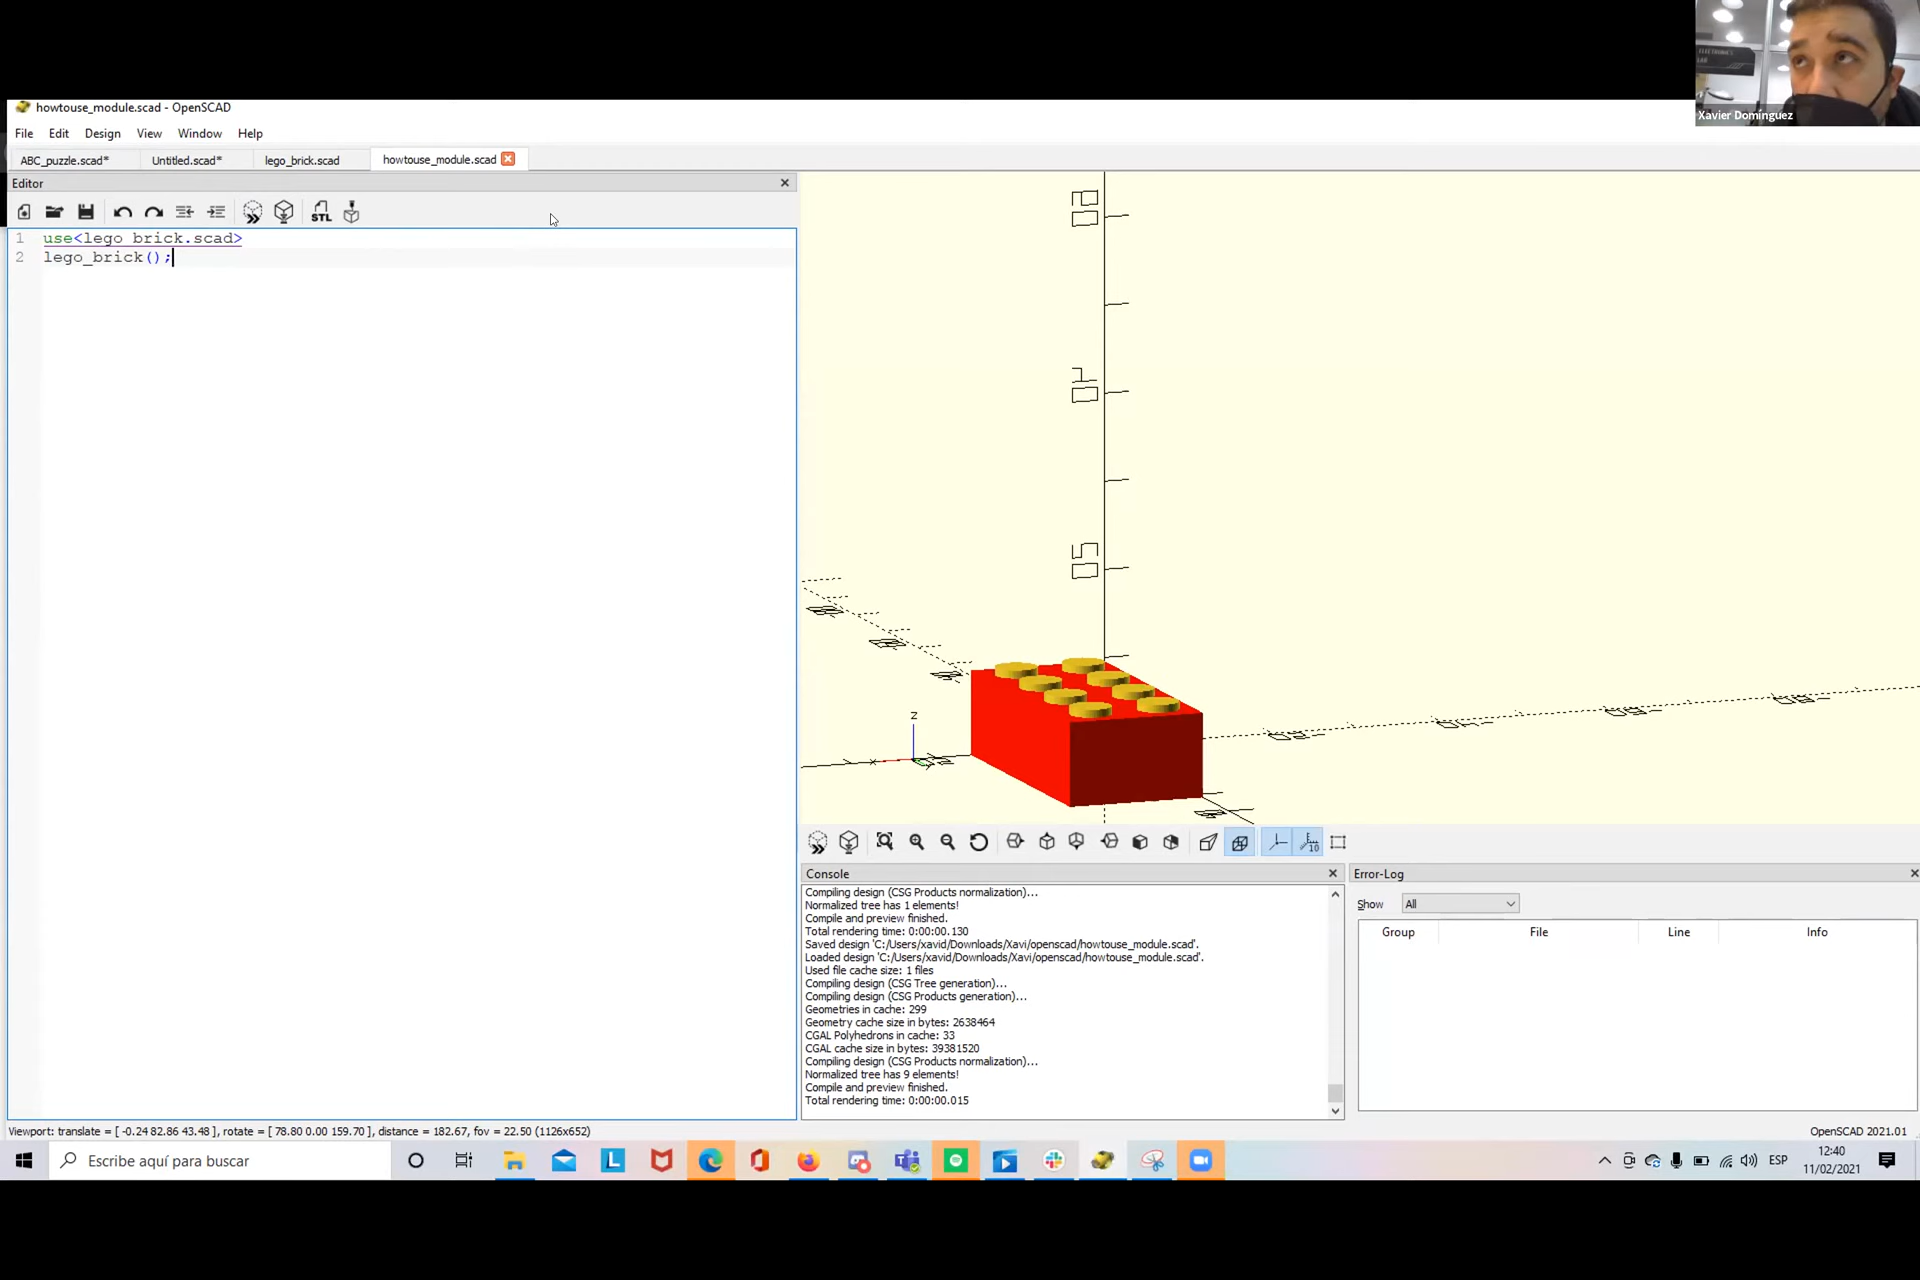 ELECTRONICS
LAB
Xavier Domínguez
howtouse_module.scad - OpenSCAD
File Edit Design View Window Help
ABC_puzzle.scad* Untitled.scad* lego_brick.scad howtouse_module.scad
Editor
STL
1 use<lego_brick.scad>
2 lego_brick();
z
x
Console
Compiling design (CSG Products normalization)...
Normalized tree has 1 elements!
Compile and preview finished.
Total rendering time: 0:00:00.130
Saved design 'C:/Users/xavid/Downloads/Xavi/openscad/howtouse_module.scad'.
Loaded design 'C:/Users/xavid/Downloads/Xavi/openscad/howtouse_module.scad'.
Used file cache size: 1 files
Compiling design (CSG Tree generation)...
Compiling design (CSG Products generation)...
Geometries in cache: 299
Geometry cache size in bytes: 2638464
CGAL Polyhedrons in cache: 33
CGAL cache size in bytes: 39381520
Compiling design (CSG Products normalization)...
Normalized tree has 9 elements!
Compile and preview finished.
Total rendering time: 0:00:00.015
Error-Log
Show All
Group File Line Info
Viewport: translate = [ -0.24 82.86 43.48 ], rotate = [ 78.80 0.00 159.70 ], distance = 182.67, fov = 22.50 (1126x652)
OpenSCAD 2021.01
Escribe aquí para buscar
ESP
12:40
11/02/2021